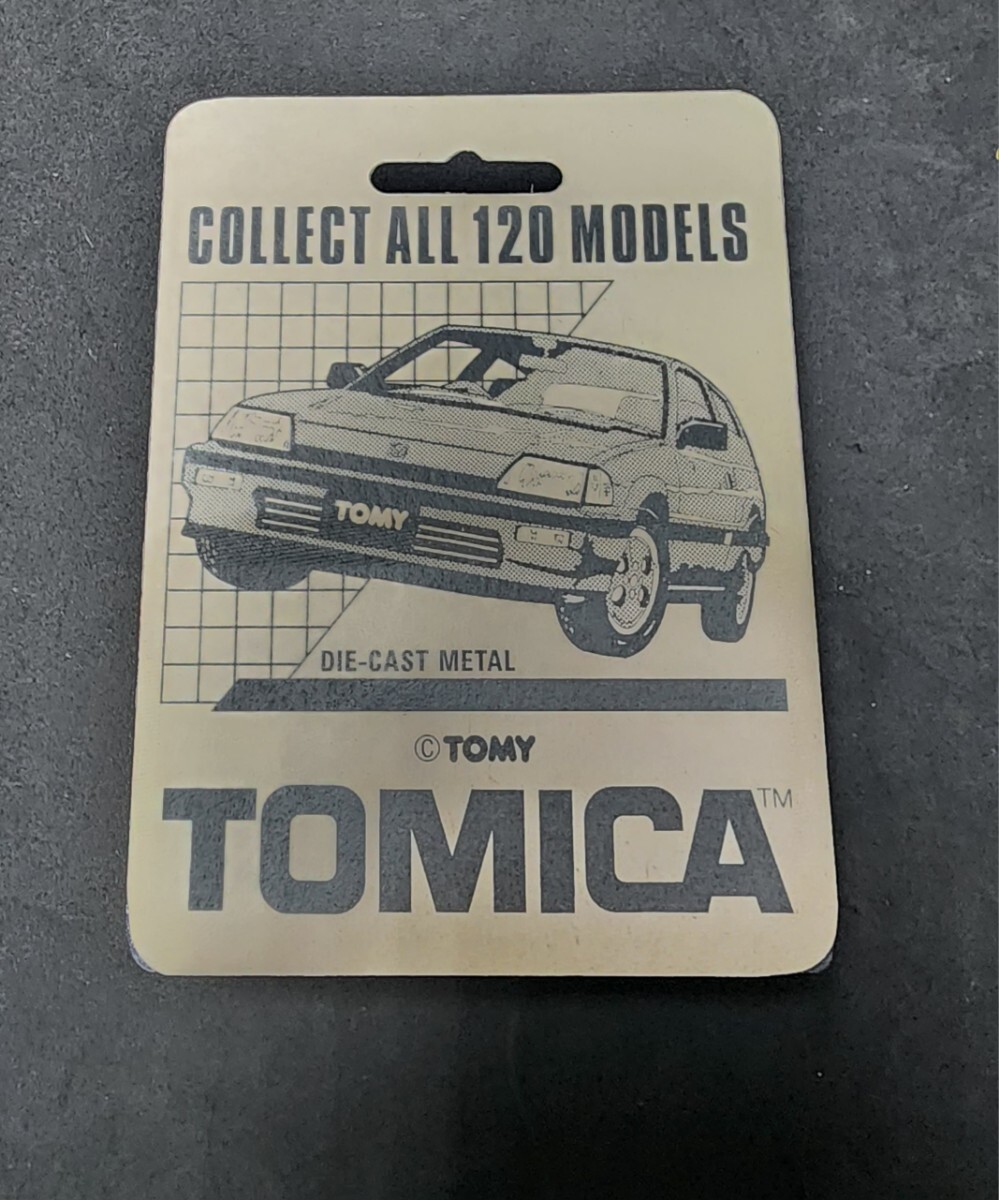 COLLECT ALL 120 MODELS
TOMY
DIE-CAST METAL
© TOMY
TOMICA™